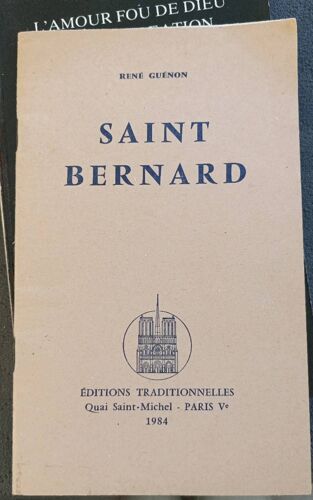 L'AMOUR FOU DE DIEU
RENÉ GUÉNON
SAINT
BERNARD
ÉDITIONS TRADITIONNELLES
Quai Saint-Michel - PARIS Vᵉ
1984